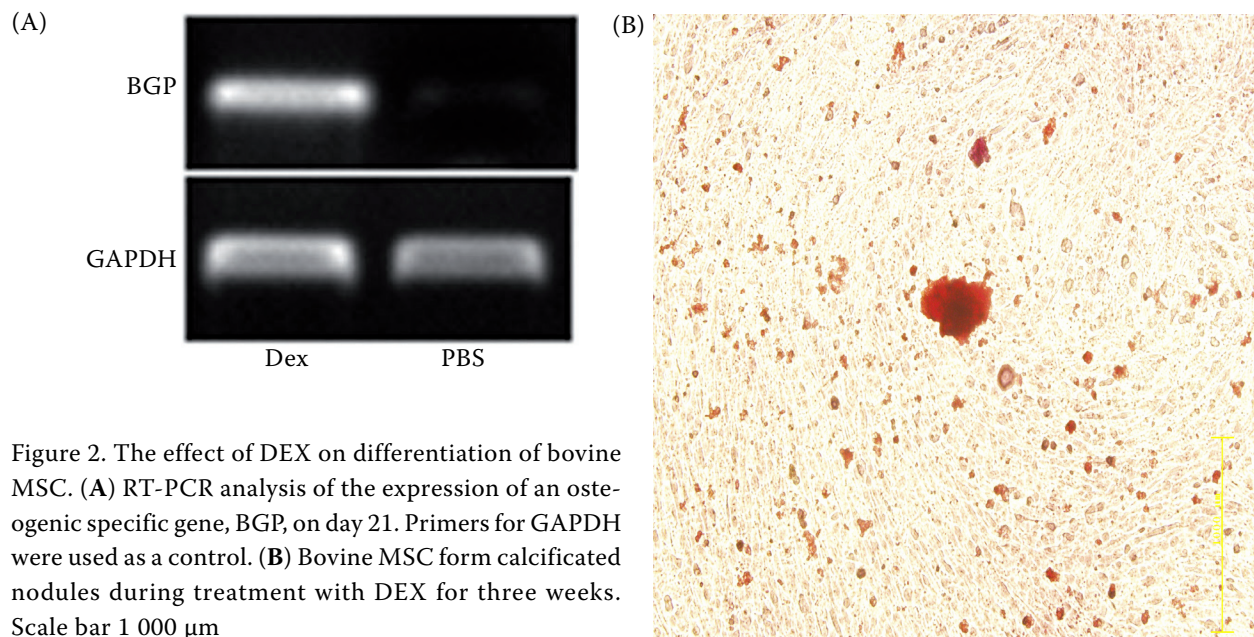 (A)
BGP
GAPDH
Dex PBS
Figure 2. The effect of DEX on differentiation of bovine
MSC. (A) RT-PCR analysis of the expression of an oste-
ogenic specific gene, BGP, on day 21. Primers for GAPDH
were used as a control. (B) Bovine MSC form calcificated
nodules during treatment with DEX for three weeks.
Scale bar 1 000 µm
(B)